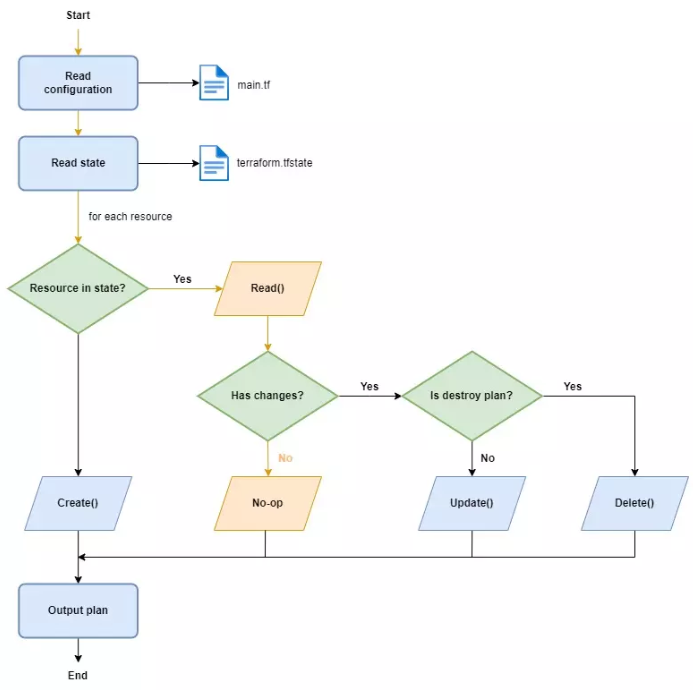 Start
Read
configuration
main.tf
Read state
terraform.tfstate
for each resource
Resource in state?
Yes
Read()
Has changes?
Yes
Is destroy plan?
Yes
No
No
Create()
No-op
Update()
Delete()
Output plan
End